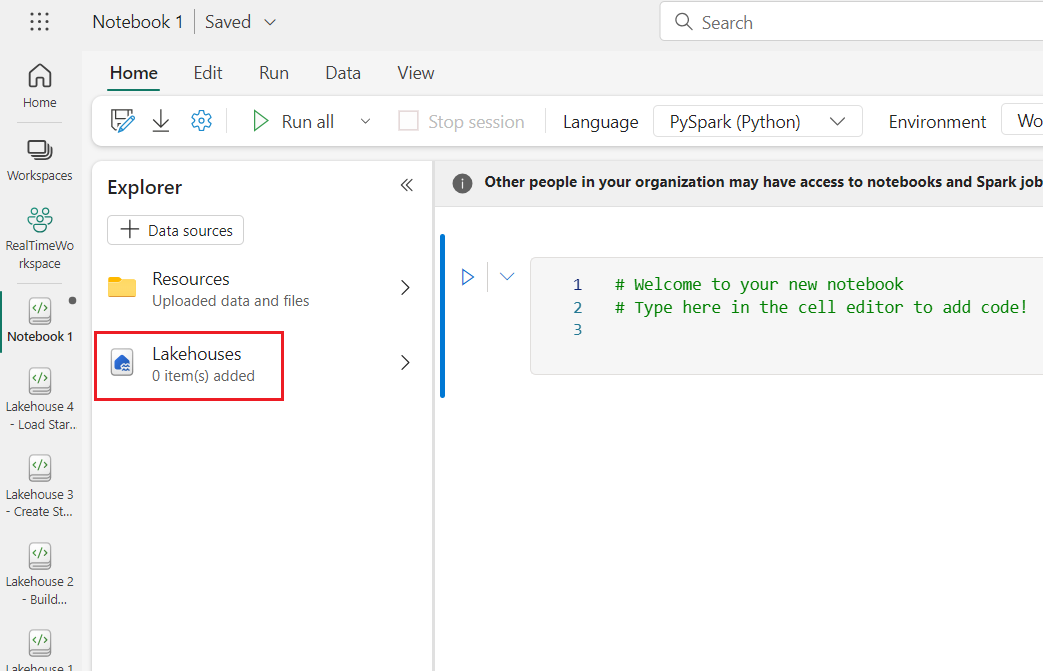 Notebook 1 Saved
Search
Home
Workspaces
RealTimeWo
rkspace
Notebook 1
Lakehouse 4
- Load Star..
Lakehouse 3
- Create St...
Lakehouse 2
- Build...
Lakehouse 1
Home Edit Run Data View
Run all Stop session Language PySpark (Python) Environment Wo
Explorer
Data sources
Resources
Uploaded data and files
Lakehouses
0 item(s) added
Other people in your organization may have access to notebooks and Spark job
1 # Welcome to your new notebook
2 # Type here in the cell editor to add code!
3